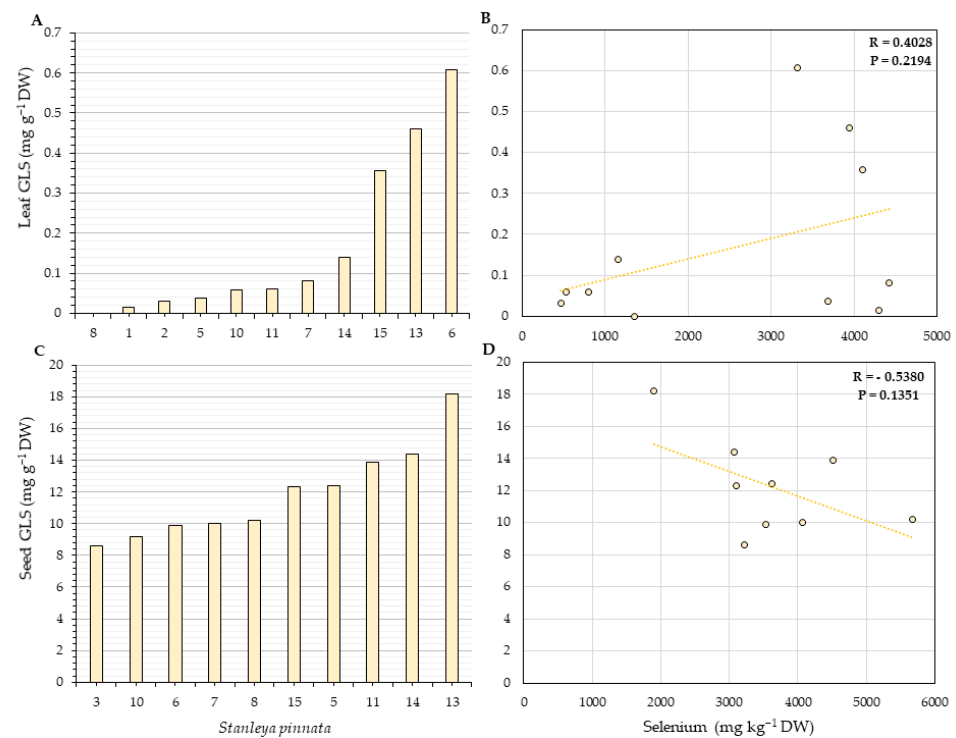 A
Leaf GLS (mg g⁻¹ DW)
0.7
0.6
0.5
0.4
0.3
0.2
0.1
0
8 1 2 5 10 11 7 14 15 13 6
B
R = 0.4028
P = 0.2194
0.7
0.6
0.5
0.4
0.3
0.2
0.1
0
0 1000 2000 3000 4000 5000
C
Seed GLS (mg g⁻¹ DW)
20
18
16
14
12
10
8
6
4
2
0
3 10 6 7 8 15 5 11 14 13
Stanleya pinnata
D
R = - 0.5380
P = 0.1351
20
18
16
14
12
10
8
6
4
2
0
0 1000 2000 3000 4000 5000 6000
Selenium (mg kg⁻¹ DW)